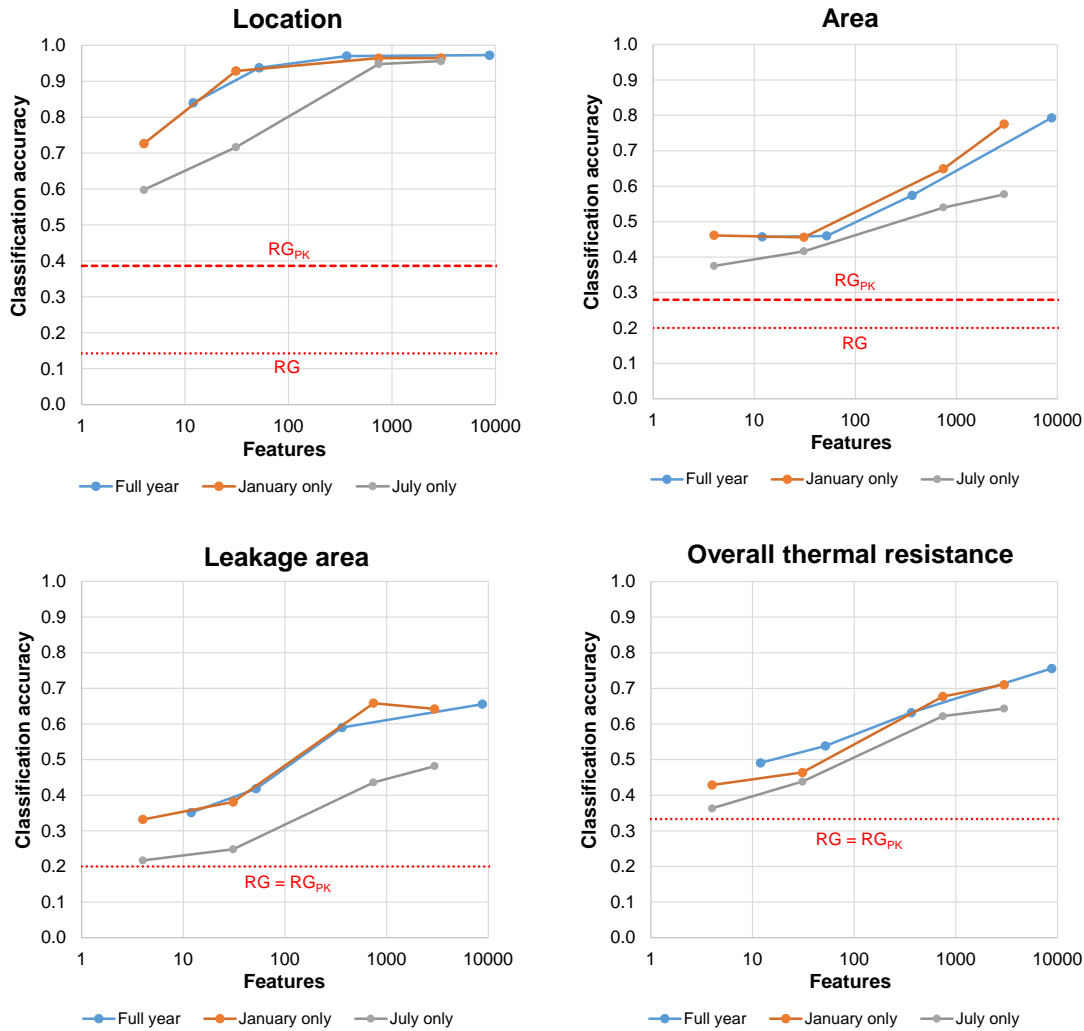 Location
Classification accuracy
1.0
0.9
0.8
0.7
0.6
0.5
0.4
0.3
0.2
0.1
0.0
RG_PK
RG
1 10 100 1000 10000
Features
Full year January only July only
Area
Classification accuracy
1.0
0.9
0.8
0.7
0.6
0.5
0.4
0.3
0.2
0.1
0.0
RG_PK
RG
1 10 100 1000 10000
Features
Full year January only July only
Leakage area
Classification accuracy
1.0
0.9
0.8
0.7
0.6
0.5
0.4
0.3
0.2
0.1
0.0
RG = RG_PK
1 10 100 1000 10000
Features
Full year January only July only
Overall thermal resistance
Classification accuracy
1.0
0.9
0.8
0.7
0.6
0.5
0.4
0.3
0.2
0.1
0.0
RG = RG_PK
1 10 100 1000 10000
Features
Full year January only July only